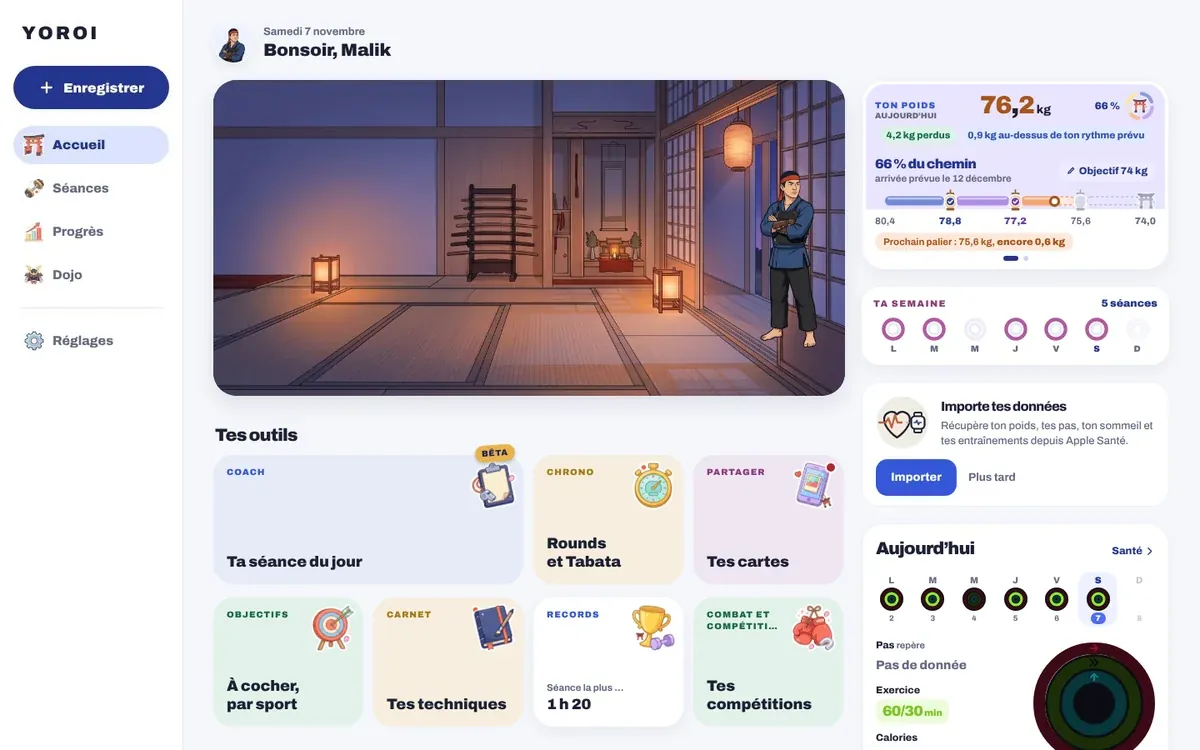 YOROI
Enregistrer
Accueil
Séances
Progrès
Dojo
Réglages
Samedi 7 novembre
Bonsoir, Malik
TON POIDS
AUJOURD'HUI
76,2 kg
66 %
4,2 kg perdus
0,9 kg au-dessus de ton rythme prévu
66 % du chemin
arrivée prévue le 12 décembre
Objectif 74 kg
80,4 78,8 77,2 75,6 74,0
Prochain palier : 75,6 kg, encore 0,6 kg
TA SEMAINE
5 séances
L M M J V S D
Importe tes données
Récupère ton poids, tes pas, ton sommeil et
tes entraînements depuis Apple Santé.
Importer
Plus tard
Tes outils
COACH
BÊTA
Ta séance du jour
CHRONO
Rounds
et Tabata
PARTAGER
Tes cartes
OBJECTIFS
À cocher,
par sport
CARNET
Tes techniques
RECORDS
Séance la plus ...
1 h 20
COMBAT ET
COMPÉTITI...
Tes
compétitions
Aujourd'hui
Santé
L M M J V S D
2 3 4 5 6 7 8
Pas repère
Pas de donnée
Exercice
60/30 min
Calories